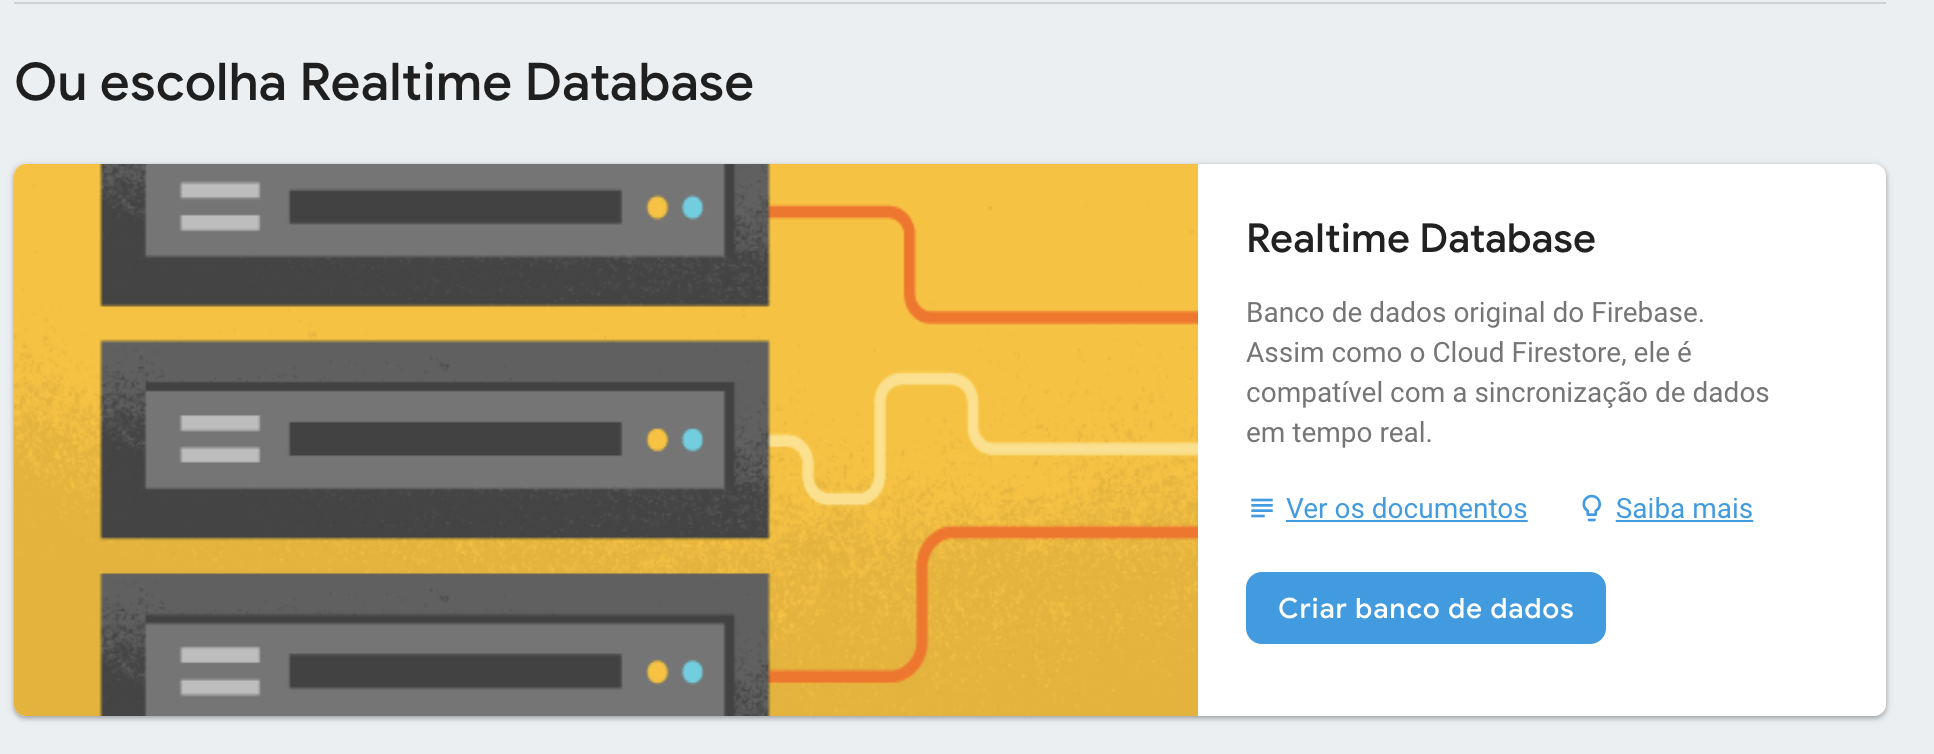 Ou escolha Realtime Database
Realtime Database
Banco de dados original do Firebase.
Assim como o Cloud Firestore, ele é
compatível com a sincronização de dados
em tempo real.
Ver os documentos Saiba mais
Criar banco de dados